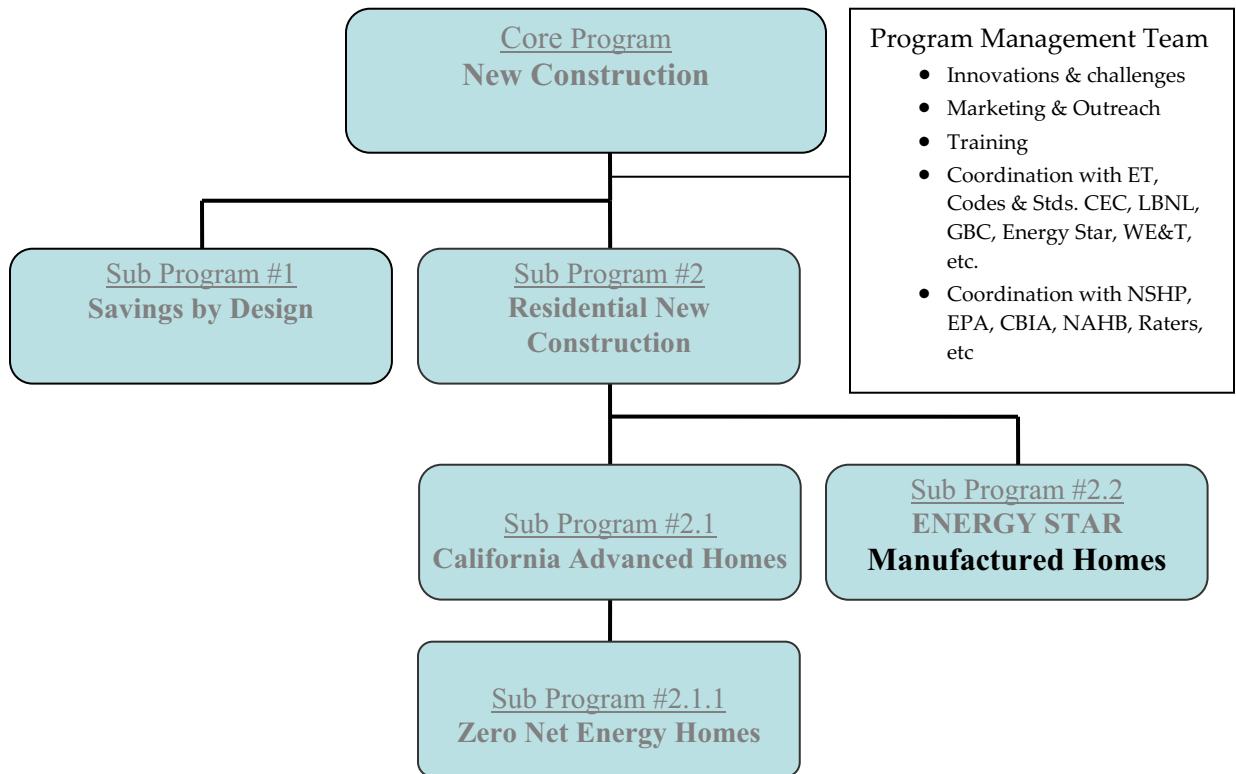 Core Program
New Construction
Program Management Team
• Innovations & challenges
• Marketing & Outreach
• Training
• Coordination with ET,
Codes & Stds. CEC, LBNL,
GBC, Energy Star, WE&T,
etc.
• Coordination with NSHP,
EPA, CBIA, NAHB, Raters,
etc
Sub Program #1
Savings by Design
Sub Program #2
Residential New
Construction
Sub Program #2.1
California Advanced Homes
Sub Program #2.2
ENERGY STAR
Manufactured Homes
Sub Program #2.1.1
Zero Net Energy Homes